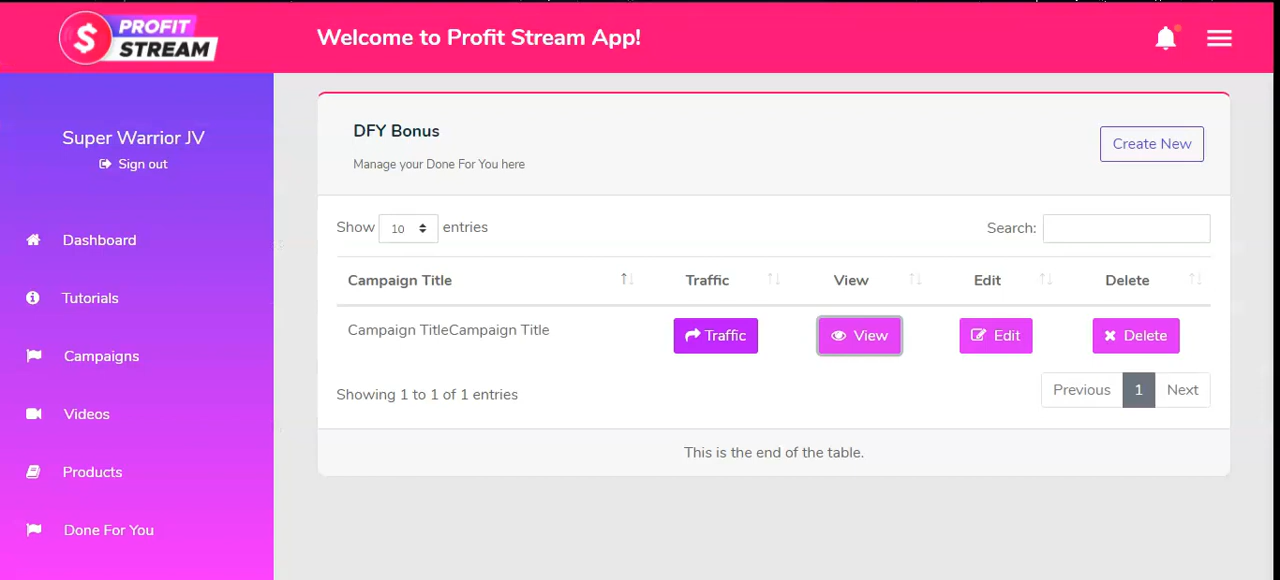 PROFIT
STREAM
Welcome to Profit Stream App!
Super Warrior JV
Sign out
Dashboard
Tutorials
Campaigns
Videos
Products
Done For You
DFY Bonus
Manage your Done For You here
Create New
Show 10 entries
Search:
Campaign Title Traffic View Edit Delete
Campaign TitleCampaign Title Traffic View Edit Delete
Showing 1 to 1 of 1 entries
Previous 1 Next
This is the end of the table.